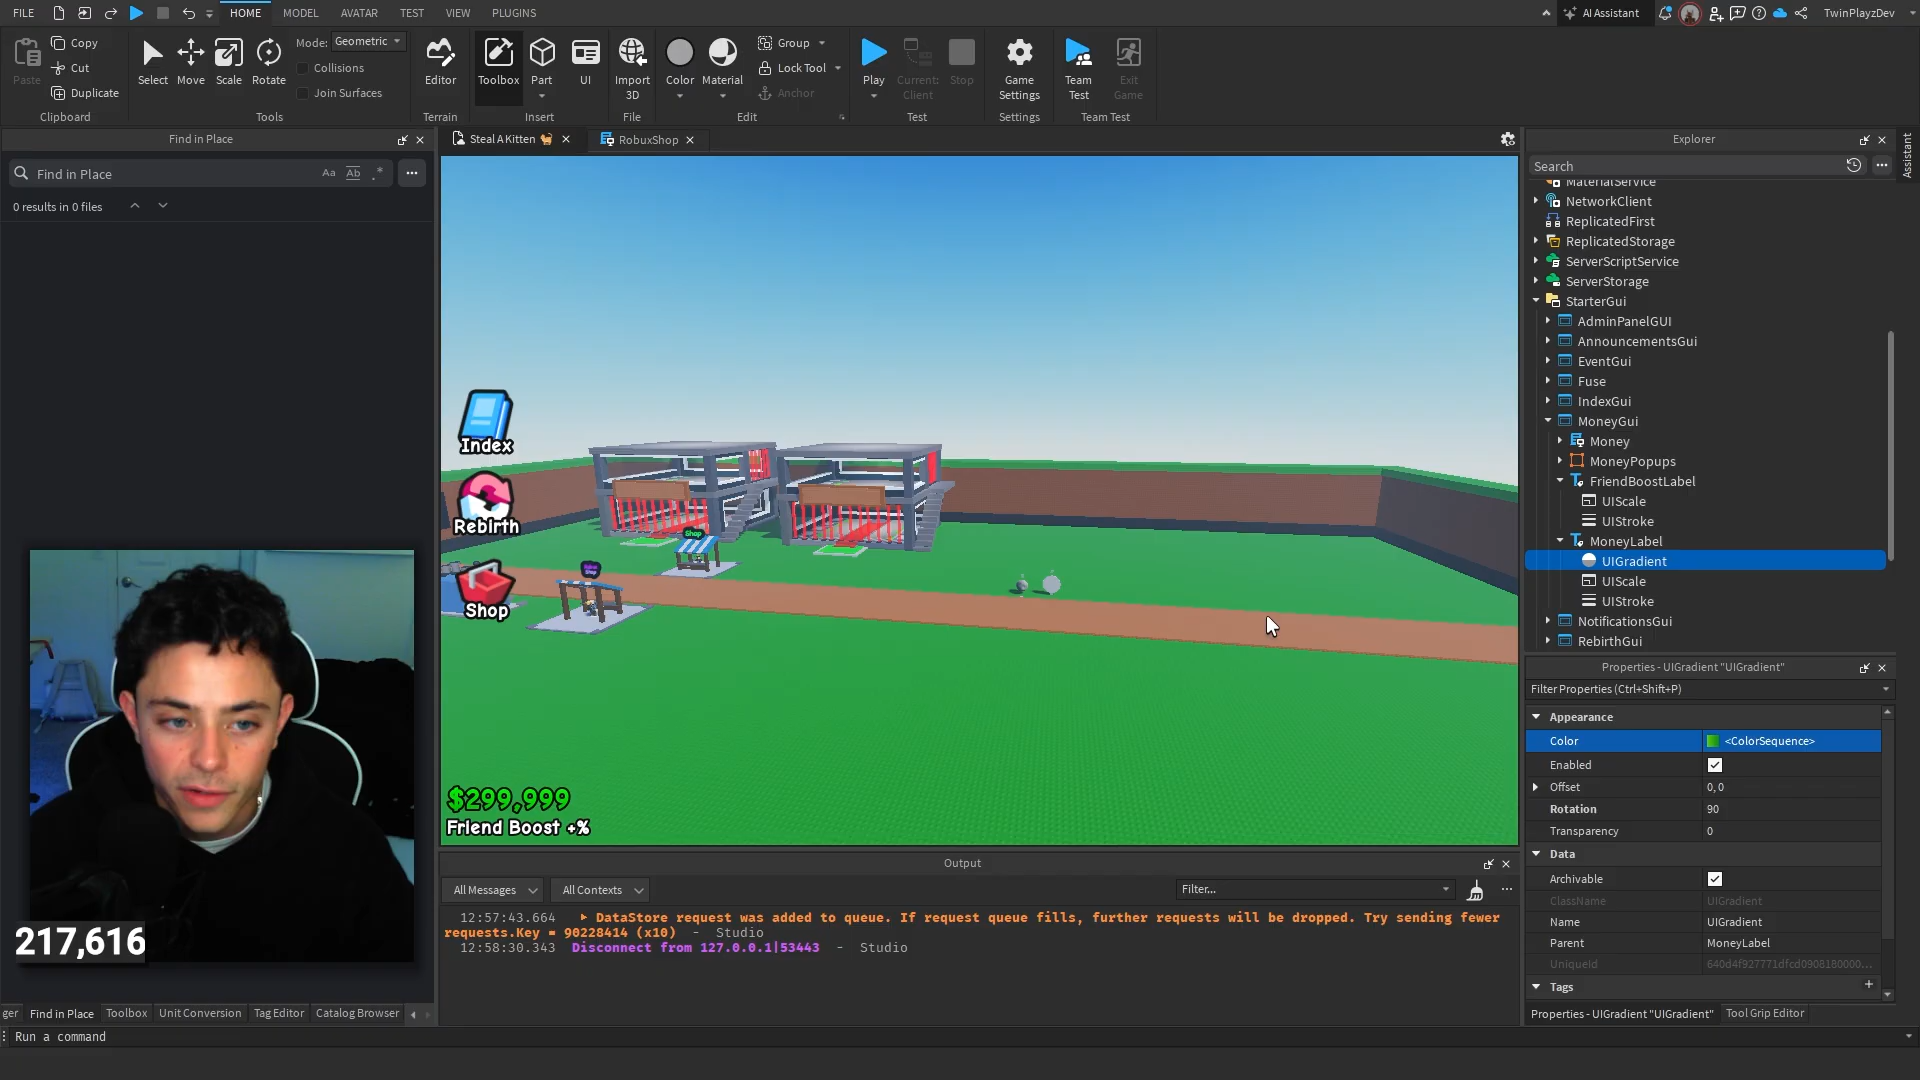 FILE
HOME
MODEL
AVATAR
TEST
VIEW
PLUGINS
AI Assistant
TwinPlayzDev
Paste
Copy
Cut
Duplicate
Clipboard
Select
Move
Scale
Rotate
Mode:
Geometric
Collisions
Join Surfaces
Tools
Editor
Terrain
Toolbox
Part
UI
Insert
Import
3D
File
Color
Material
Group
Lock Tool
Anchor
Edit
Play
Current:
Client
Stop
Test
Game
Settings
Settings
Team
Test
Exit
Game
Team Test
Find in Place
Find in Place
Aa
Ab
.*
0 results in 0 files
Steal A Kitten
RobuxShop
Index
Rebirth
Shop
Shop
$299,999
Friend Boost +%
217,616
Output
All Messages
All Contexts
Filter...
12:57:43.664 DataStore request was added to queue. If request queue fills, further requests will be dropped. Try sending fewer
requests.Key = 90228414 (x10) - Studio
12:58:30.343 Disconnect from 127.0.0.1|53443 - Studio
ger
Find in Place
Toolbox
Unit Conversion
Tag Editor
Catalog Browser
Run a command
Explorer
Assistant
Search
MaterialService
NetworkClient
ReplicatedFirst
ReplicatedStorage
ServerScriptService
ServerStorage
StarterGui
AdminPanelGUI
AnnouncementsGui
EventGui
Fuse
IndexGui
MoneyGui
Money
MoneyPopups
FriendBoostLabel
UIScale
UIStroke
MoneyLabel
UIGradient
UIScale
UIStroke
NotificationsGui
RebirthGui
Properties - UIGradient "UIGradient"
Filter Properties (Ctrl+Shift+P)
Appearance
Color <ColorSequence>
Enabled
Offset 0, 0
Rotation 90
Transparency 0
Data
Archivable
ClassName UIGradient
Name UIGradient
Parent MoneyLabel
UniqueId 640d4f927771dfcd0908180000...
Tags
Properties - UIGradient "UIGradient"
Tool Grip Editor